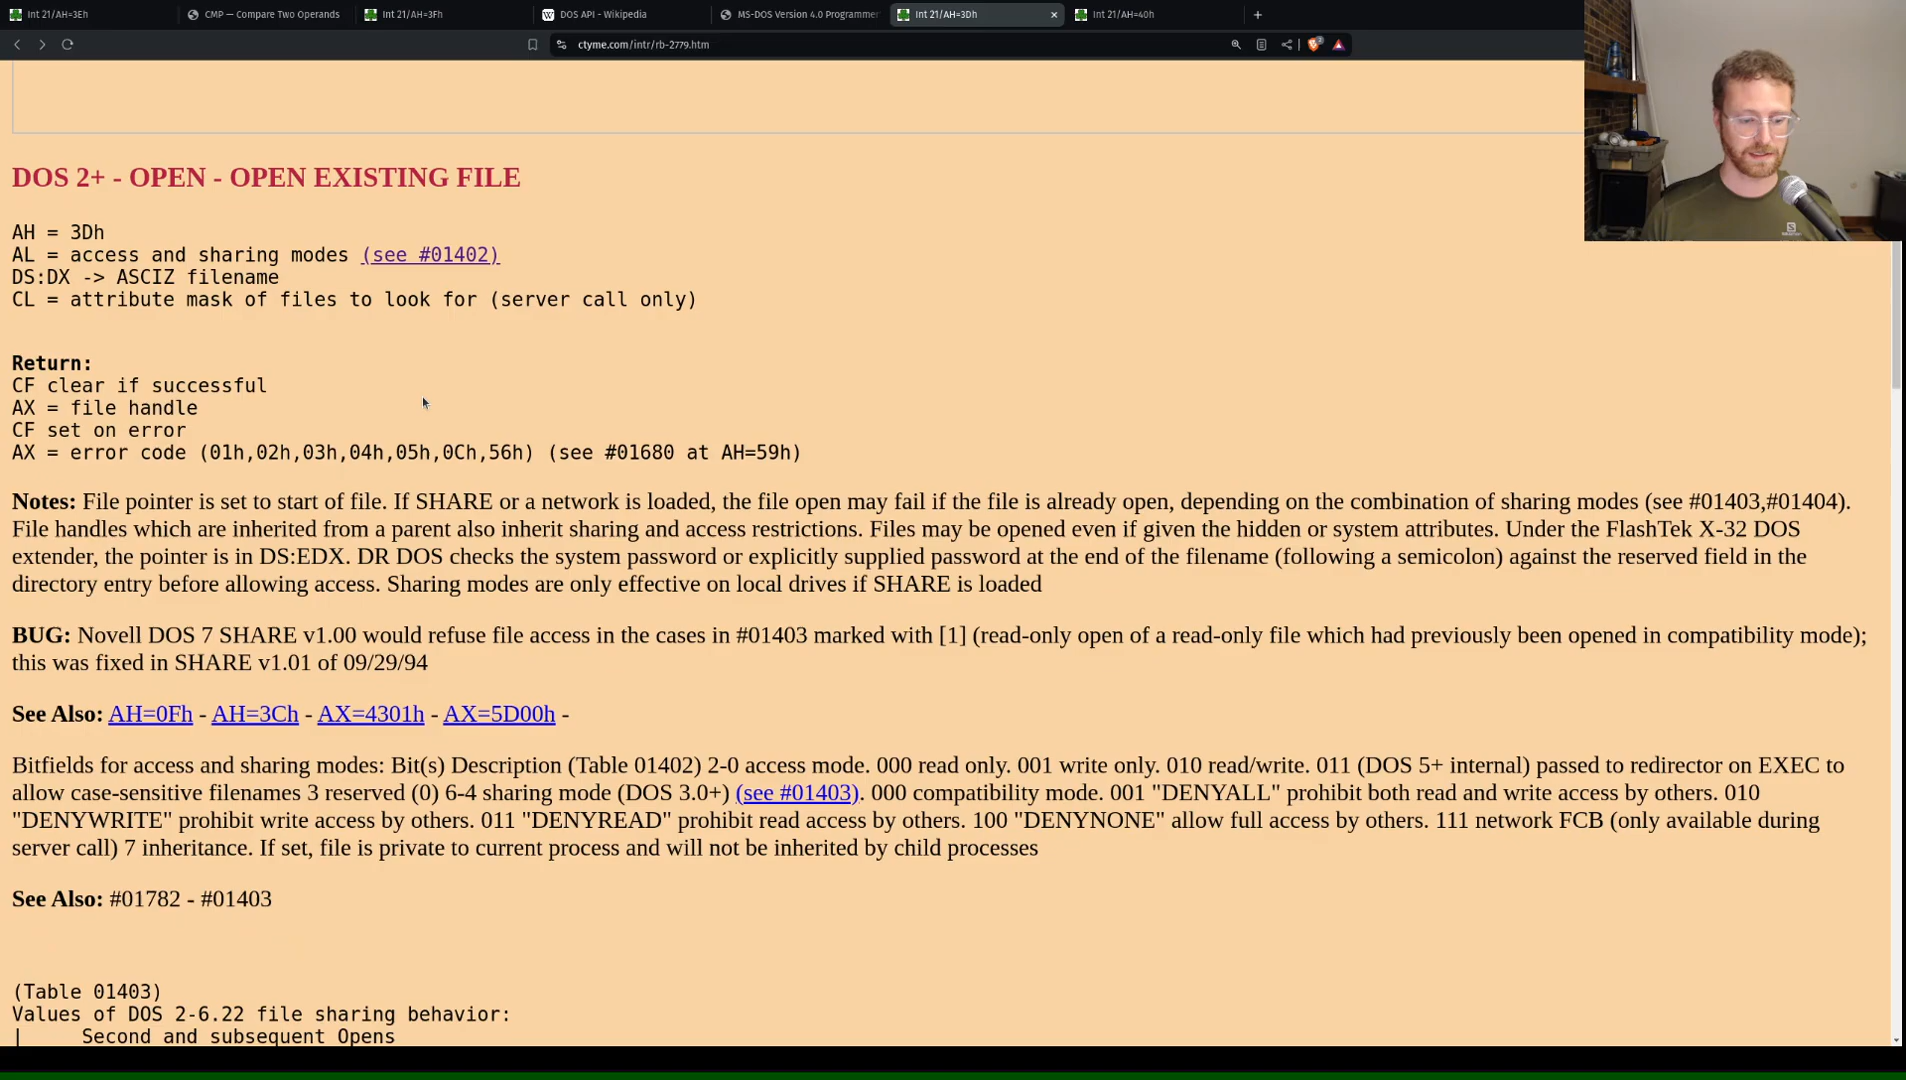 Int 21/AH=3Eh
CMP — Compare Two Operands
Int 21/AH=3Fh
DOS API - Wikipedia
MS-DOS Version 4.0 Programmer
Int 21/AH=3Dh
Int 21/AH=40h
ctyme.com/intr/rb-2779.htm
DOS 2+ - OPEN - OPEN EXISTING FILE
AH = 3Dh
AL = access and sharing modes (see #01402)
DS:DX -> ASCIZ filename
CL = attribute mask of files to look for (server call only)
Return:
CF clear if successful
AX = file handle
CF set on error
AX = error code (01h,02h,03h,04h,05h,0Ch,56h) (see #01680 at AH=59h)
Notes: File pointer is set to start of file. If SHARE or a network is loaded, the file open may fail if the file is already open, depending on the combination of sharing modes (see #01403,#01404).
File handles which are inherited from a parent also inherit sharing and access restrictions. Files may be opened even if given the hidden or system attributes. Under the FlashTek X-32 DOS
extender, the pointer is in DS:EDX. DR DOS checks the system password or explicitly supplied password at the end of the filename (following a semicolon) against the reserved field in the
directory entry before allowing access. Sharing modes are only effective on local drives if SHARE is loaded
BUG: Novell DOS 7 SHARE v1.00 would refuse file access in the cases in #01403 marked with [1] (read-only open of a read-only file which had previously been opened in compatibility mode);
this was fixed in SHARE v1.01 of 09/29/94
See Also: AH=0Fh - AH=3Ch - AX=4301h - AX=5D00h -
Bitfields for access and sharing modes: Bit(s) Description (Table 01402) 2-0 access mode. 000 read only. 001 write only. 010 read/write. 011 (DOS 5+ internal) passed to redirector on EXEC to
allow case-sensitive filenames 3 reserved (0) 6-4 sharing mode (DOS 3.0+) (see #01403). 000 compatibility mode. 001 "DENYALL" prohibit both read and write access by others. 010
"DENYWRITE" prohibit write access by others. 011 "DENYREAD" prohibit read access by others. 100 "DENYNONE" allow full access by others. 111 network FCB (only available during
server call) 7 inheritance. If set, file is private to current process and will not be inherited by child processes
See Also: #01782 - #01403
(Table 01403)
Values of DOS 2-6.22 file sharing behavior:
| Second and subsequent Opens